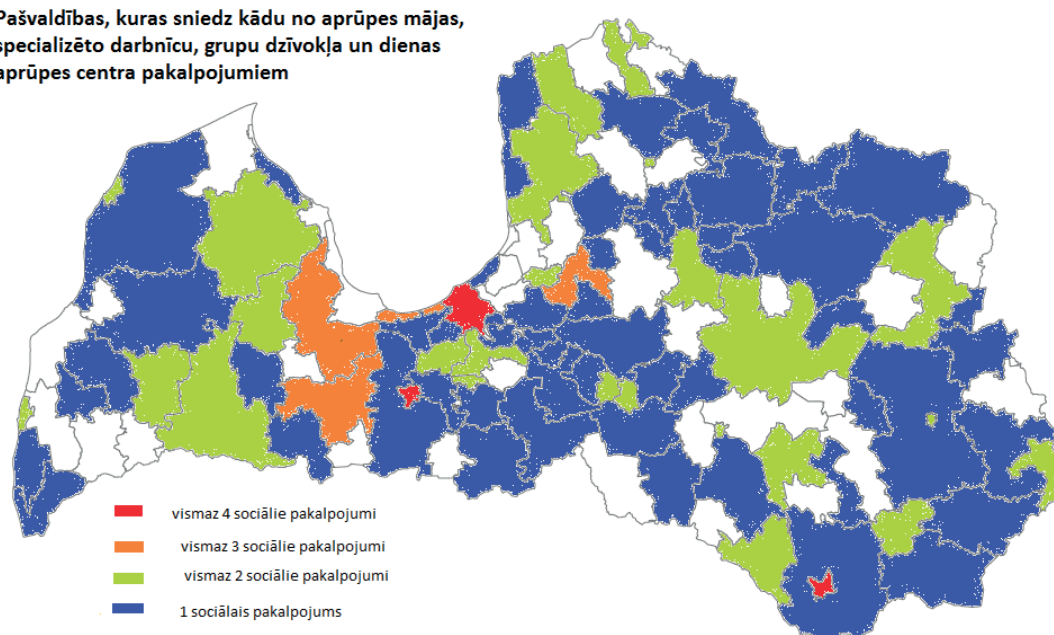 Pašvaldības, kuras sniedz kādu no aprūpes mājas,
specializēto darbnīcu, grupu dzīvokļa un dienas
aprūpes centra pakalpojumiem
vismaz 4 sociālie pakalpojumi
vismaz 3 sociālie pakalpojumi
vismaz 2 sociālie pakalpojumi
1 sociālais pakalpojums